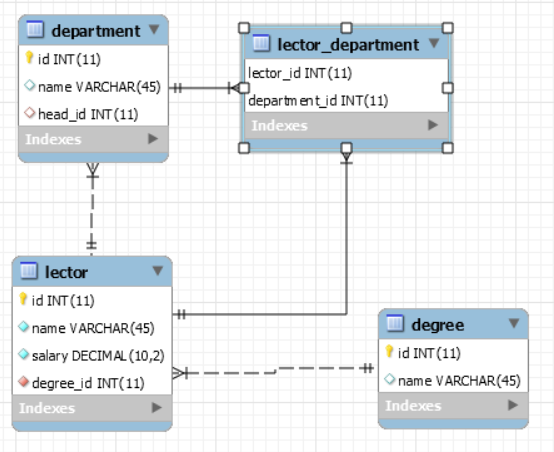 department
id INT(11)
name VARCHAR(45)
head_id INT(11)
Indexes
lector_department
lector_id INT(11)
department_id INT(11)
Indexes
lector
id INT(11)
name VARCHAR(45)
salary DECIMAL(10,2)
degree_id INT(11)
Indexes
degree
id INT(11)
name VARCHAR(45)
Indexes